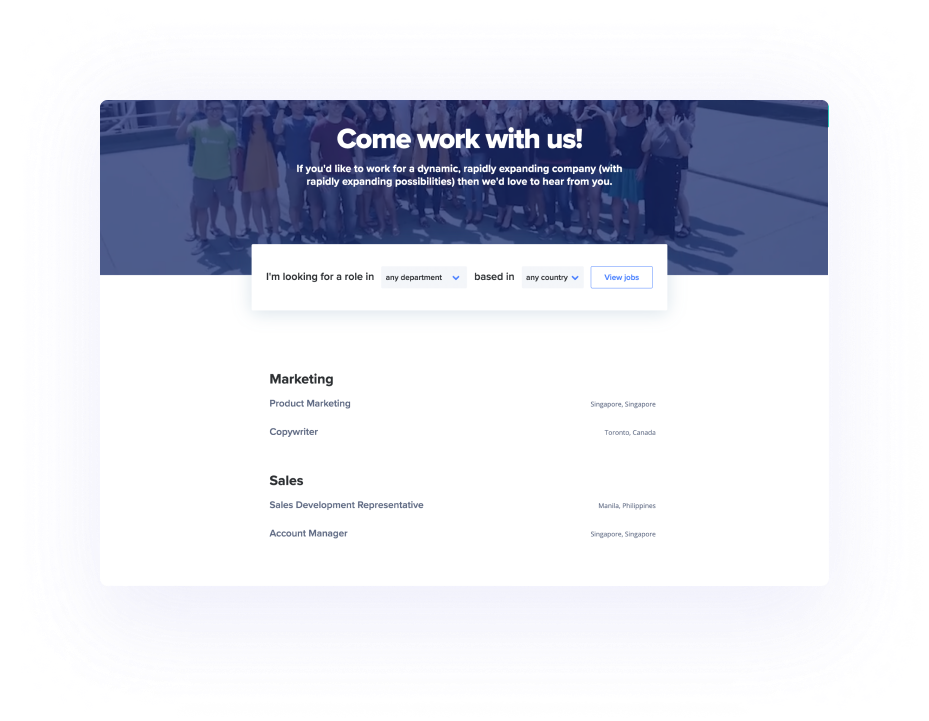 Come work with us!
If you'd like to work for a dynamic, rapidly expanding company (with
rapidly expanding possibilities) then we'd love to hear from you.
I'm looking for a role in any department based in any country View jobs
Marketing
Product Marketing Singapore, Singapore
Copywriter Toronto, Canada
Sales
Sales Development Representative Manila, Philippines
Account Manager Singapore, Singapore